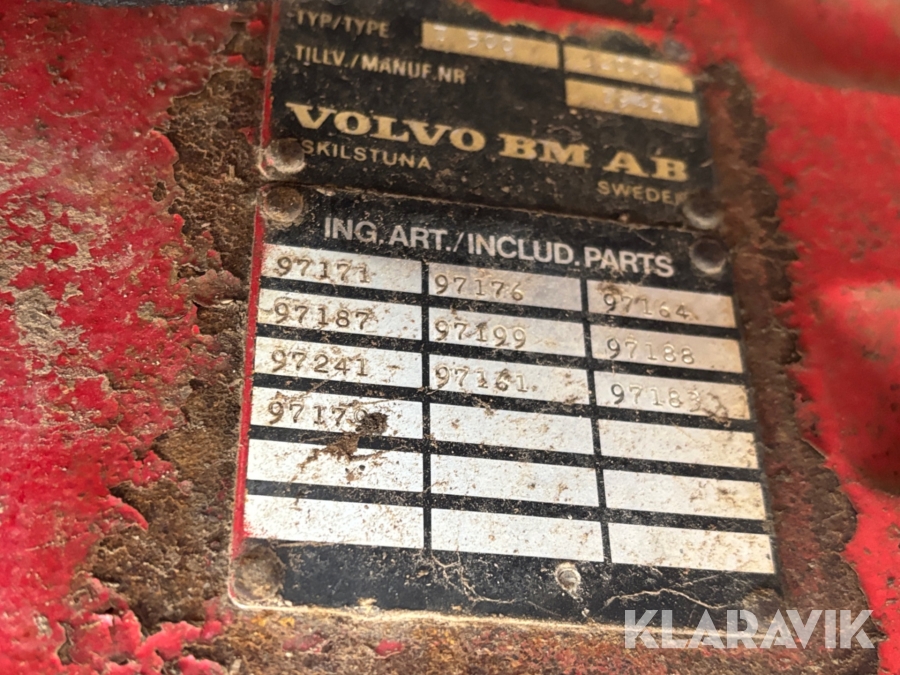 TYP/TYPE
TILLV./MANUF.NR
VOLVO BM AB
SKILSTUNA SWEDEN
ING. ART./INCLUD. PARTS
97171 97176 97164
97187 97199 97188
97241 97161
KLARAVIK